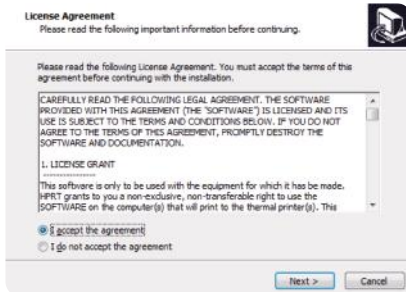 License Agreement
Please read the following important information before continuing.
Please read the following License Agreement. You must accept the terms of this
agreement before continuing with the installation.
CAREFULLY READ THE FOLLOWING LEGAL AGREEMENT. THE SOFTWARE
PROVIDED WITH THIS AGREEMENT (THE 'SOFTWARE') IS LICENSED AND ITS
USE IS SUBJECT TO THE TERMS AND CONDITIONS BELOW. IF YOU DO NOT
AGREE TO THE TERMS OF THIS AGREEMENT, PROMPTLY DESTROY THE
SOFTWARE AND DOCUMENTATION.
1. LICENSE GRANT
---------------
This software is only to be used with the equipment for which it has be made.
HPRT grants to you a non-exclusive, non-transferable right to use the
SOFTWARE on the computer(s) that will print to the thermal printer(s). This
I accept the agreement
I do not accept the agreement
Next >
Cancel